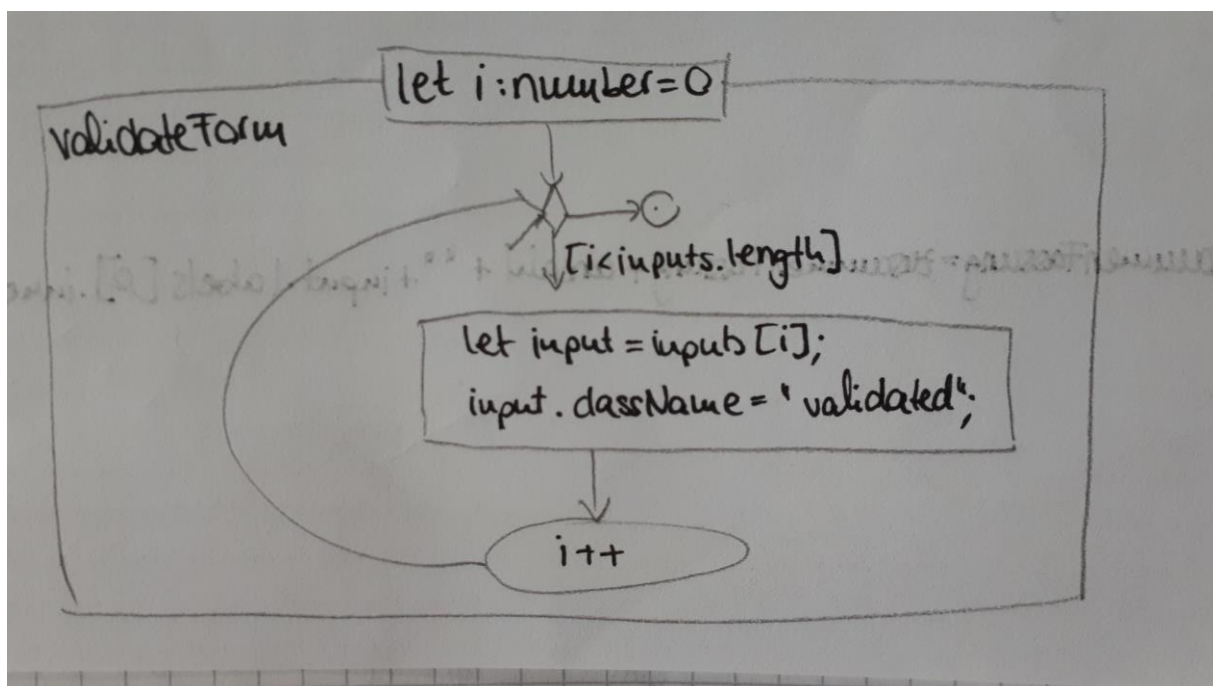 let i:number=0
validateForm
[i<inputs.length]
let input = inputs [i];
input.className = "validated";
i++